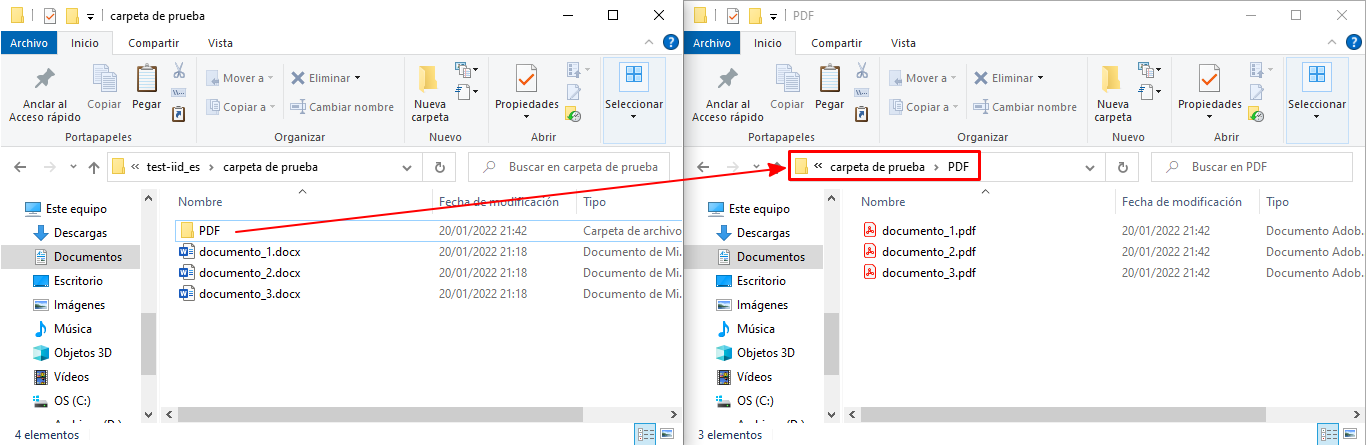 carpeta de prueba
Archivo Inicio Compartir Vista
Anclar al Acceso rápido
Copiar
Pegar
Mover a
Copiar a
Eliminar
Cambiar nombre
Nueva carpeta
Propiedades
Seleccionar
Portapapeles Organizar Nuevo Abrir
« test-iid_es › carpeta de prueba
Buscar en carpeta de prueba
Este equipo
Descargas
Documentos
Escritorio
Imágenes
Música
Objetos 3D
Vídeos
OS (C:)
Nombre Fecha de modificación Tipo
PDF 20/01/2022 21:42 Carpeta de archivo
documento_1.docx 20/01/2022 21:18 Documento de Mi.
documento_2.docx 20/01/2022 21:18 Documento de Mi.
documento_3.docx 20/01/2022 21:18 Documento de Mi.
4 elementos
PDF
Archivo Inicio Compartir Vista
Anclar al Acceso rápido
Copiar
Pegar
Mover a
Copiar a
Eliminar
Cambiar nombre
Nueva carpeta
Propiedades
Seleccionar
Portapapeles Organizar Nuevo Abrir
« carpeta de prueba › PDF
Buscar en PDF
Este equipo
Descargas
Documentos
Escritorio
Imágenes
Música
Objetos 3D
Vídeos
OS (C:)
Nombre Fecha de modificación Tipo
documento_1.pdf 20/01/2022 21:42 Documento Adob.
documento_2.pdf 20/01/2022 21:42 Documento Adob.
documento_3.pdf 20/01/2022 21:42 Documento Adob.
3 elementos